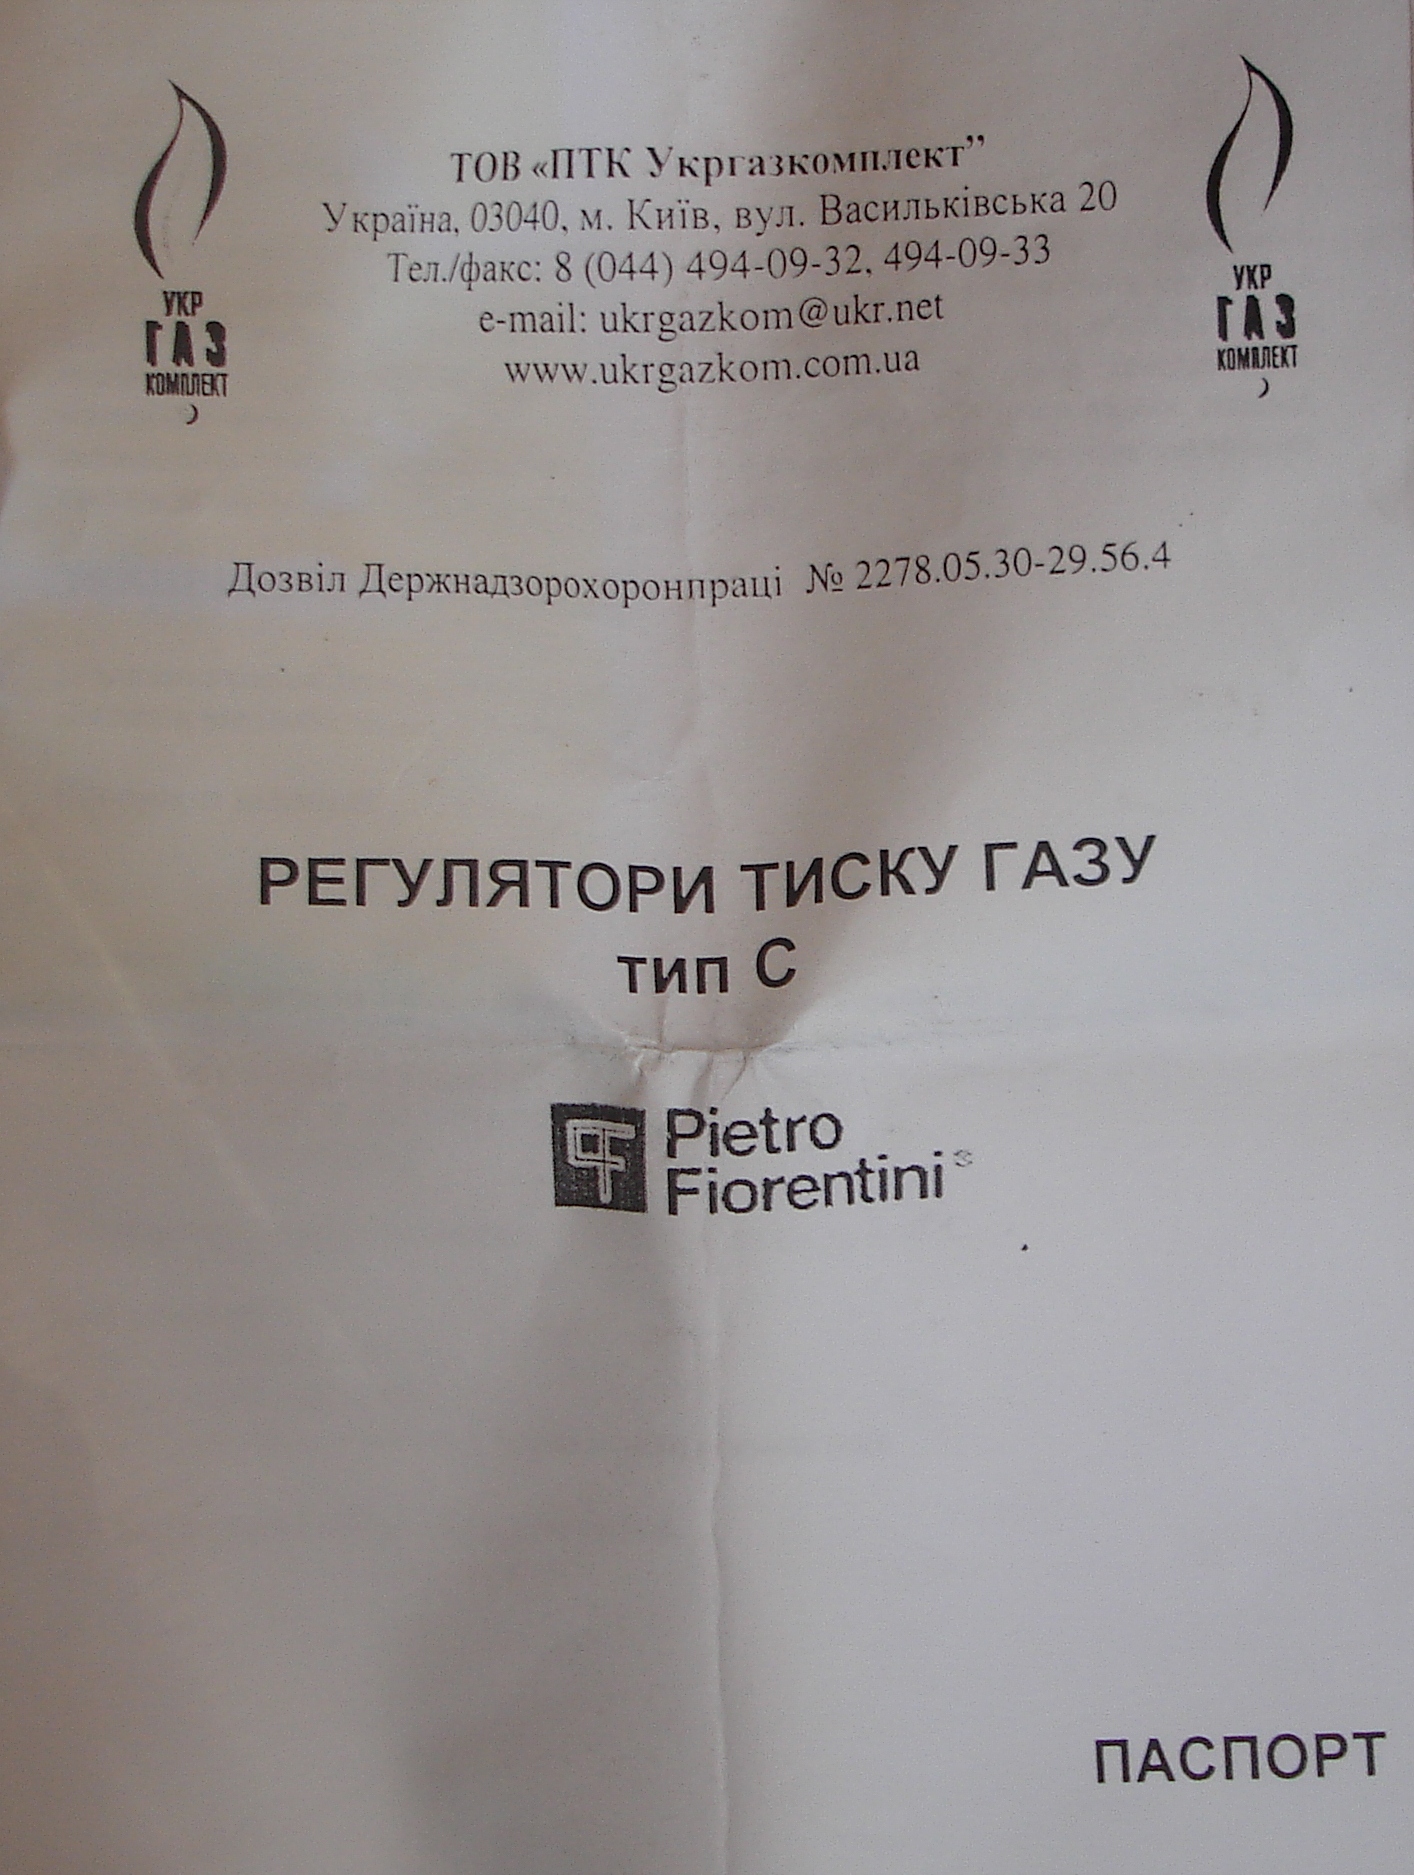 ТОВ «ПТК Укргазкомплект”
Україна, 03040, м. Київ, вул. Васильківська 20
Тел./факс: 8 (044) 494-09-32, 494-09-33
e-mail: ukrgazkom@ukr.net
www.ukrgazkom.com.ua
УКР
ГАЗ
КОМПЛЕКТ
УКР
ГАЗ
КОМПЛЕКТ
Дозвіл Держнадзорохоронпраці № 2278.05.30-29.56.4
РЕГУЛЯТОРИ ТИСКУ ГАЗУ
тип С
Pietro
Fiorentini®
ПАСПОРТ